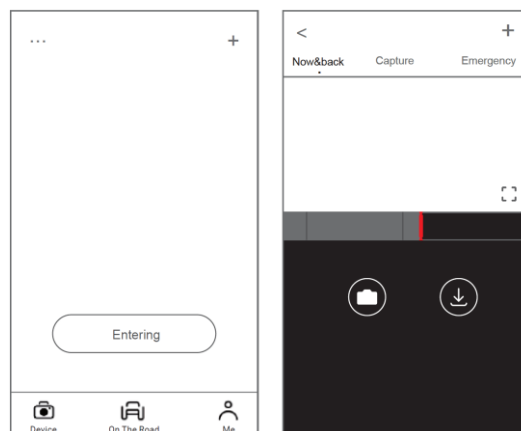 ...
+
Entering
Device
On The Road
Me
<
+
Now&back
Capture
Emergency